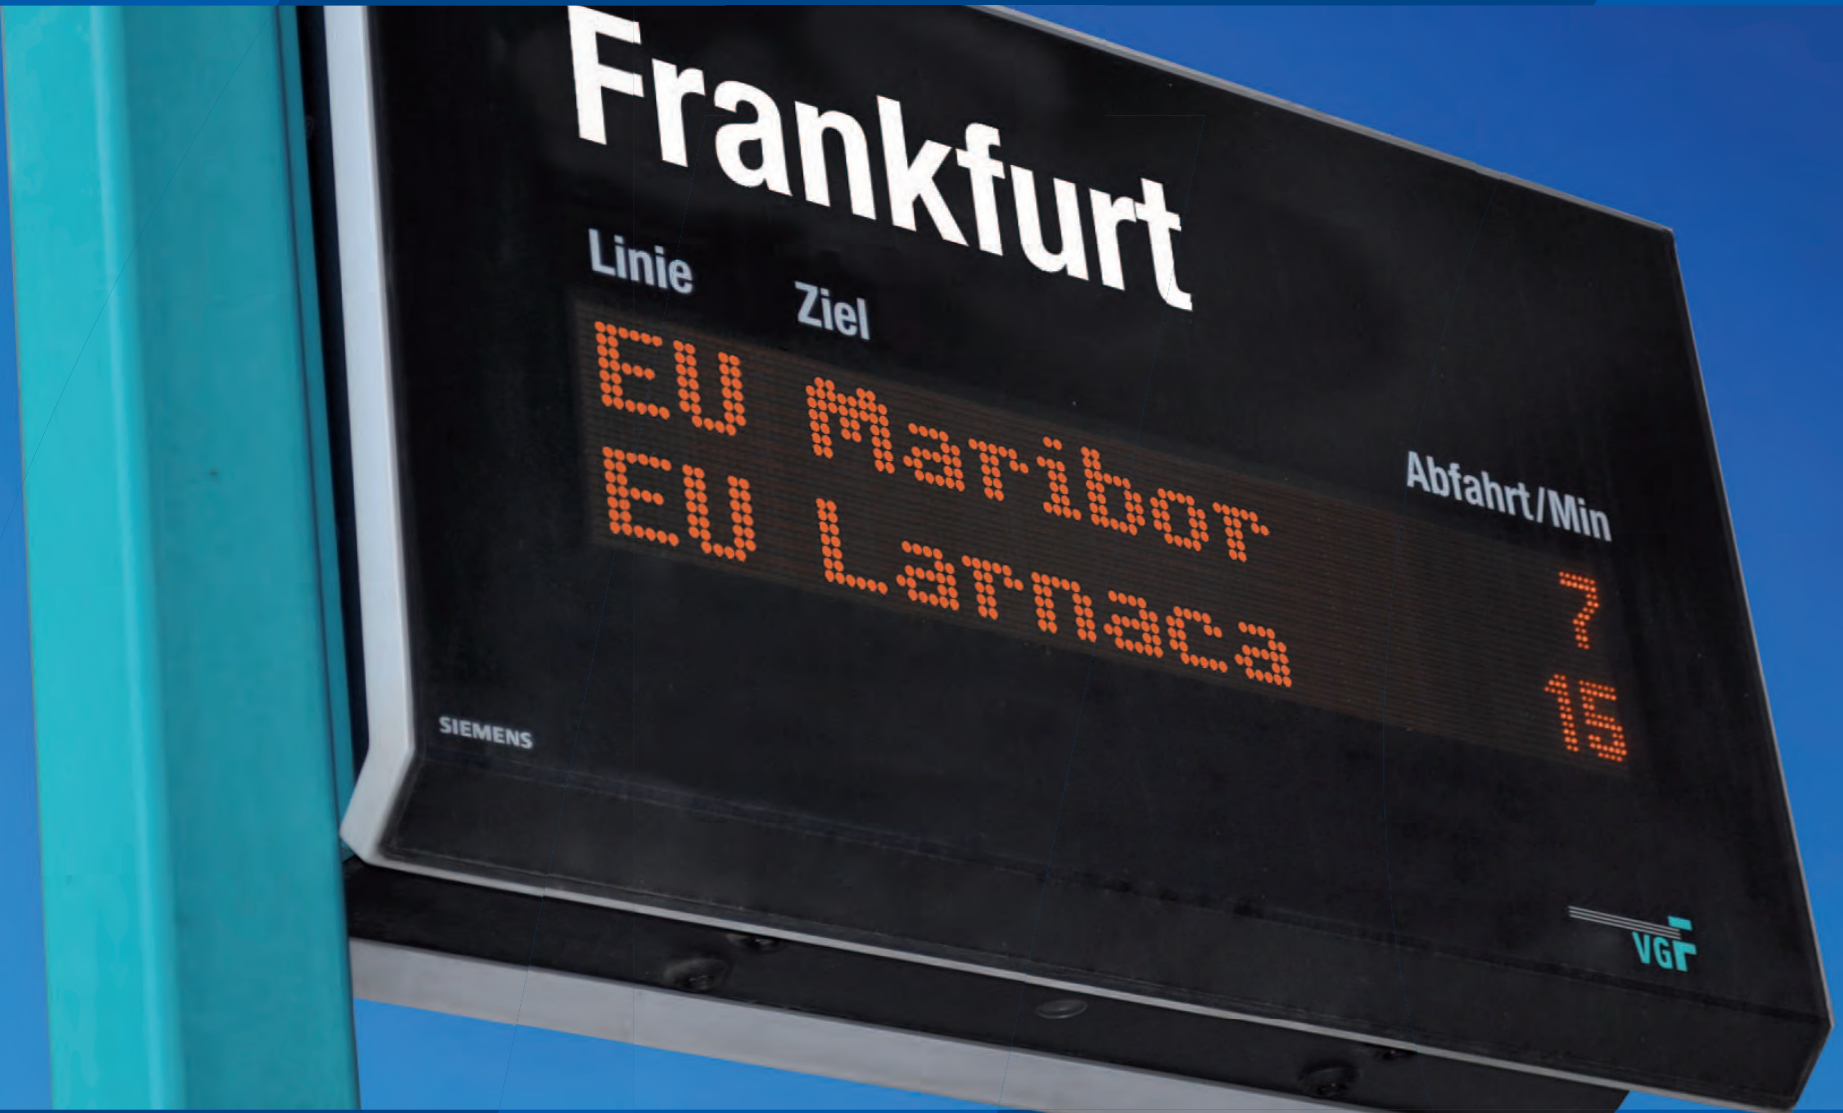 Frankfurt
Linie Ziel Abfahrt/Min
EU Maribor 7
EU Larnaca 15
SIEMENS
VGF